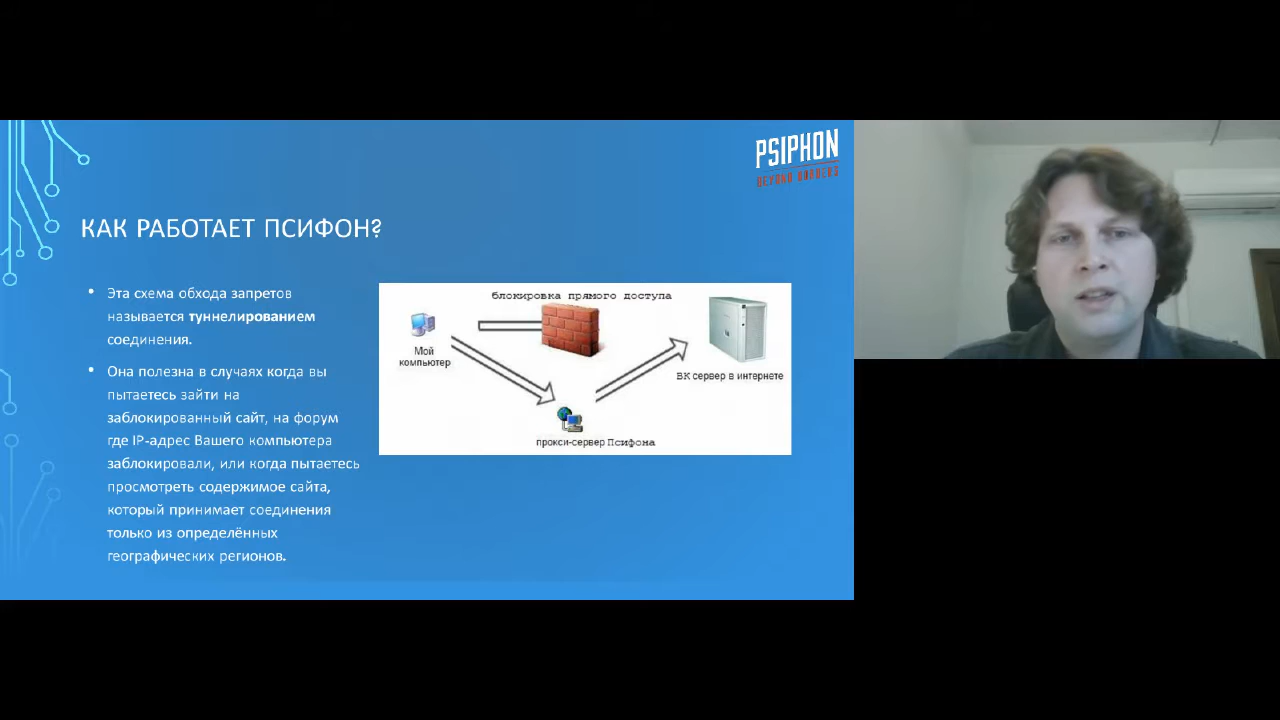 PSIPHON
BEYOND BORDERS
КАК РАБОТАЕТ ПСИФОН?
• Эта схема обхода запретов
называется туннелированием
соединения.
• Она полезна в случаях когда вы
пытаетесь зайти на
заблокированный сайт, на форум
где IP-адрес Вашего компьютера
заблокировали, или когда пытаетесь
просмотреть содержимое сайта,
который принимает соединения
только из определённых
географических регионов.
блокировка прямого доступа
Мой
компьютер
ВК сервер в интернете
прокси-сервер Псифона